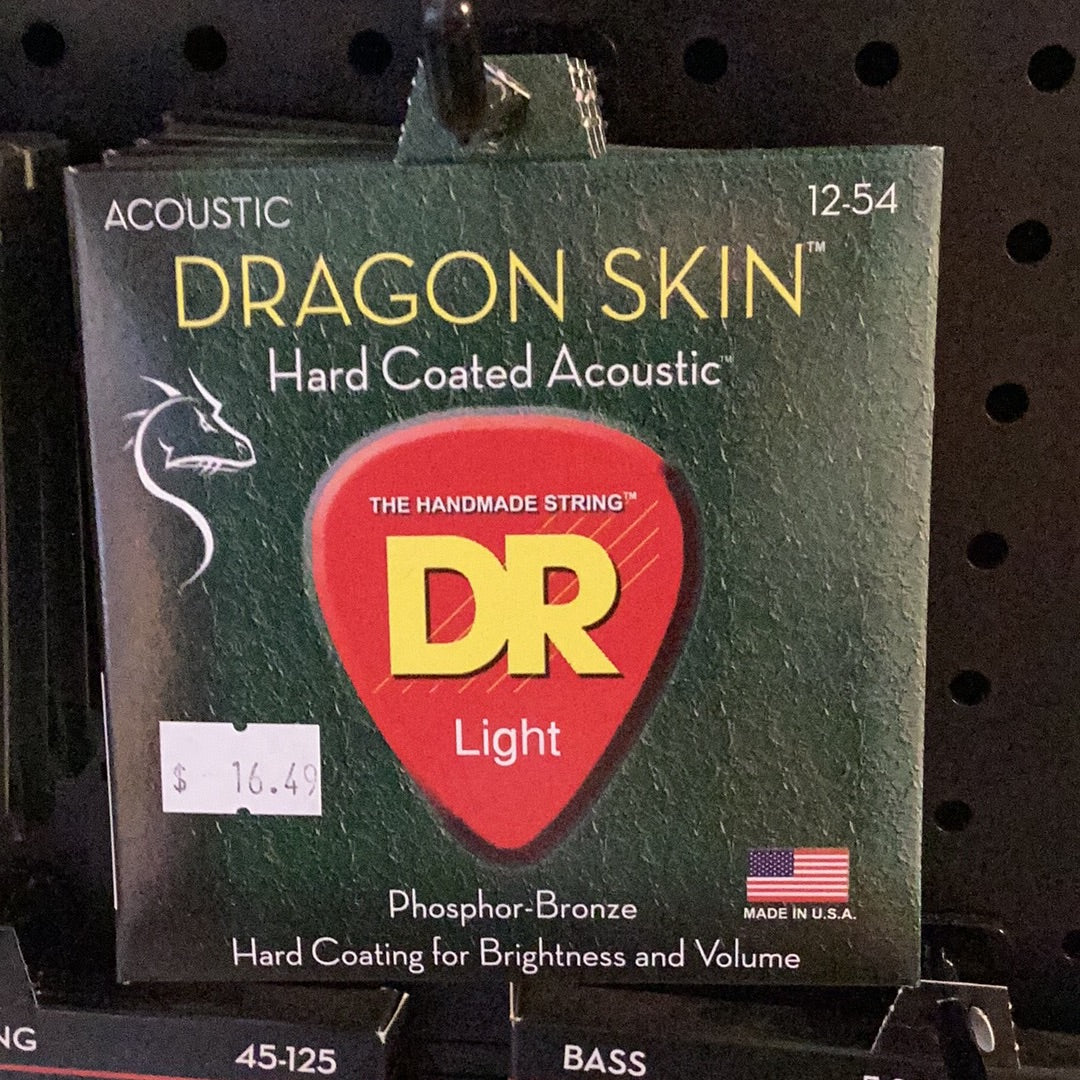 ACOUSTIC
12-54
DRAGON SKIN™
Hard Coated Acoustic™
THE HANDMADE STRING™
DR
Light
$ 16.49
Phosphor-Bronze
MADE IN U.S.A.
Hard Coating for Brightness and Volume
45-125
BASS